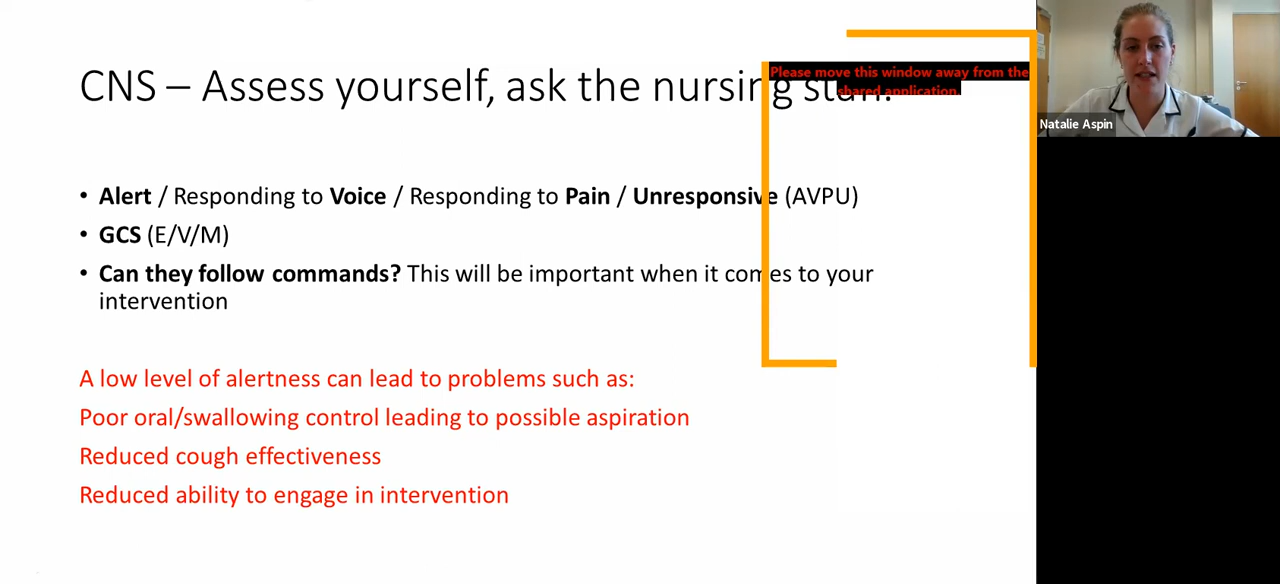 CNS – Assess yourself, ask the nursing staff.
Please move this window away from the
shared application.
Natalie Aspin
• Alert / Responding to Voice / Responding to Pain / Unresponsive (AVPU)
• GCS (E/V/M)
• Can they follow commands? This will be important when it comes to your
intervention
A low level of alertness can lead to problems such as:
Poor oral/swallowing control leading to possible aspiration
Reduced cough effectiveness
Reduced ability to engage in intervention